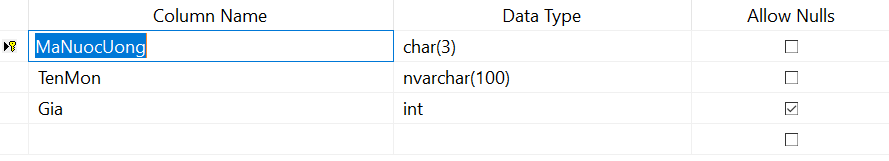 Column Name Data Type Allow Nulls
MaNuocUong char(3)
TenMon nvarchar(100)
Gia int